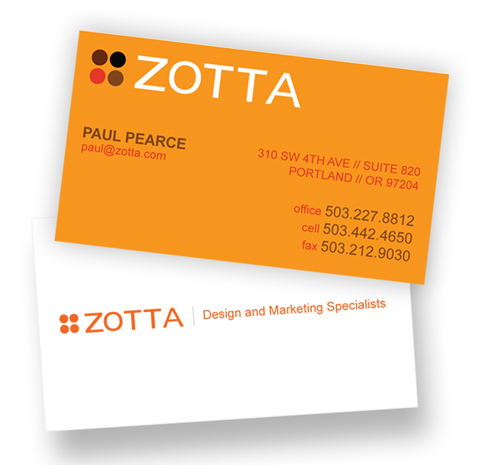 ZOTTA
PAUL PEARCE
paul@zotta.com
310 SW 4TH AVE // SUITE 820
PORTLAND // OR 97204
office 503.227.8812
cell 503.442.4650
fax 503.212.9030
ZOTTA | Design and Marketing Specialists